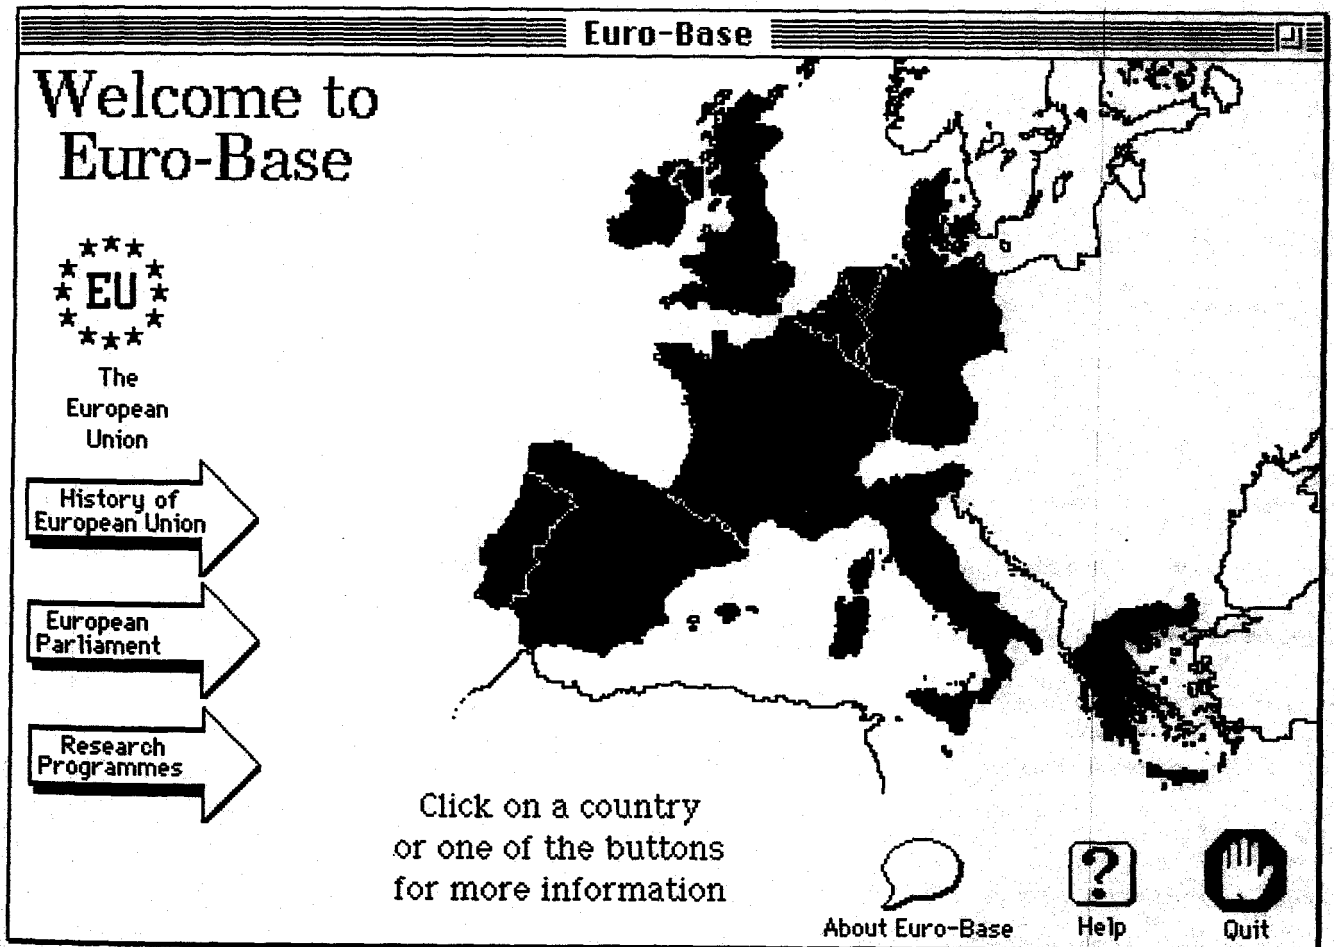 Euro-Base
Welcome to
Euro-Base
EU
The
European
Union
History of
European Union
European
Parliament
Research
Programmes
Click on a country
or one of the buttons
for more information
?
About Euro-Base
Help
Quit